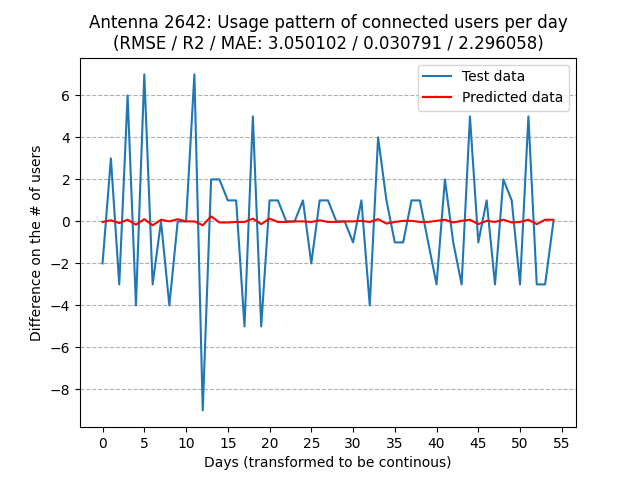 Antenna 2642: Usage pattern of connected users per day
(RMSE / R2 / MAE: 3.050102 / 0.030791 / 2.296058)
Test data
Predicted data
6
4
2
0
−2
−4
−6
−8
Difference on the # of users
0 5 10 15 20 25 30 35 40 45 50 55
Days (transformed to be continous)